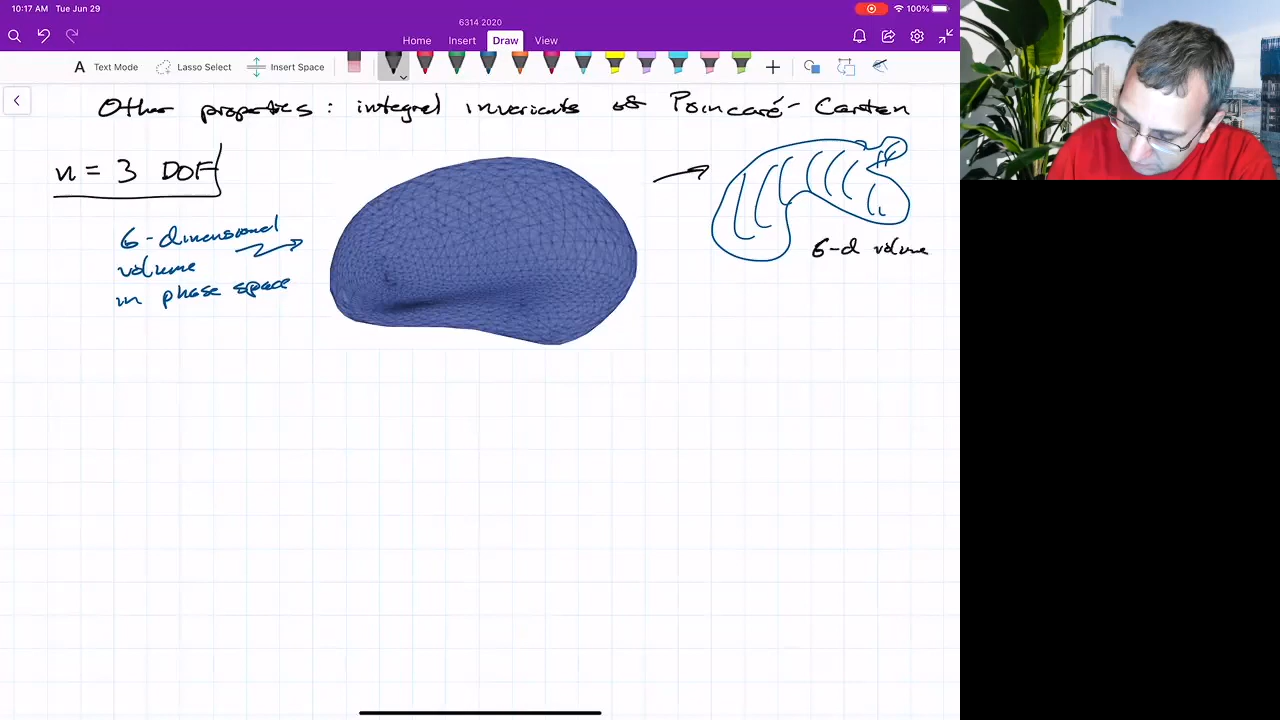 10:17 AM Tue Jun 29
100%
6314 2020
Home Insert Draw View
Text Mode Lasso Select Insert Space
Other properties: integral invariants of Poincaré-Cartan
n = 3 DOF
6-dimensional
volume
in phase space
6-d volume